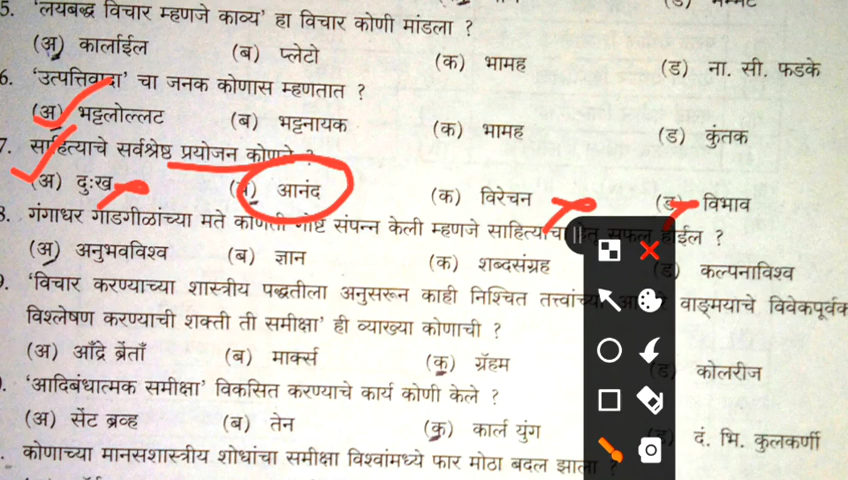 5. 'लयबद्ध विचार म्हणजे काव्य' हा विचार कोणी मांडला ?
(अ) कार्लाईल (ब) प्लेटो (क) भामह (ड) ना. सी. फडके
6. 'उत्पत्तिवादा' चा जनक कोणास म्हणतात ?
(अ) भट्टलोल्लट (ब) भट्टनायक (क) भामह (ड) कुंतक
7. साहित्याचे सर्वश्रेष्ठ प्रयोजन कोणते ?
(अ) दुःख (ब) आनंद (क) विरेचन (ड) विभाव
8. गंगाधर गाडगीळांच्या मते कोणती गोष्ट संपन्न केली म्हणजे साहित्याचा हेतू सफल होईल ?
(अ) अनुभवविश्व (ब) ज्ञान (क) शब्दसंग्रह (ड) कल्पनाविश्व
9. 'विचार करण्याच्या शास्त्रीय पद्धतीला अनुसरून काही निश्चित तत्त्वांच्या वाङ्मयाचे विवेकपूर्वक
विश्लेषण करण्याची शक्ती ती समीक्षा' ही व्याख्या कोणाची ?
(अ) आँद्रे ब्रेताँ (ब) मार्क्स (क) ग्रॅहम (ड) कोलरीज
'आदिबंधात्मक समीक्षा' विकसित करण्याचे कार्य कोणी केले ?
(अ) सेंट ब्रव्ह (ब) तेन (क) कार्ल युंग (ड) दं. भि. कुलकर्णी
कोणाच्या मानसशास्त्रीय शोधांचा समीक्षा विश्वांमध्ये फार मोठा बदल झाला ?